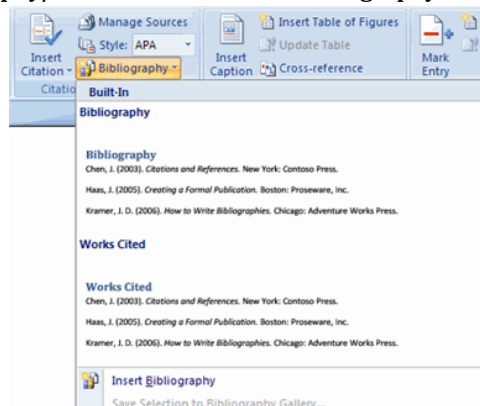 Manage Sources
Insert Table of Figures
Style: APA
Update Table
Insert Citation
Bibliography
Insert Caption
Cross-reference
Mark Entry
Built-In
Bibliography
Bibliography
Chen, J. (2003). Citations and References. New York: Contoso Press.
Haas, J. (2005). Creating a Formal Publication. Boston: Proseware, Inc.
Kramer, J. D. (2006). How to Write Bibliographies. Chicago: Adventure Works Press.
Works Cited
Works Cited
Chen, J. (2003). Citations and References. New York: Contoso Press.
Haas, J. (2005). Creating a Formal Publication. Boston: Proseware, Inc.
Kramer, J. D. (2006). How to Write Bibliographies. Chicago: Adventure Works Press.
Insert Bibliography
Save Selection to Bibliography Gallery...